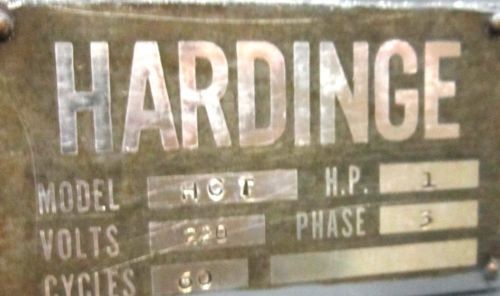 HARDINGE
MODEL HCT H.P. 1
VOLTS 220 PHASE 3
CYCLES 60